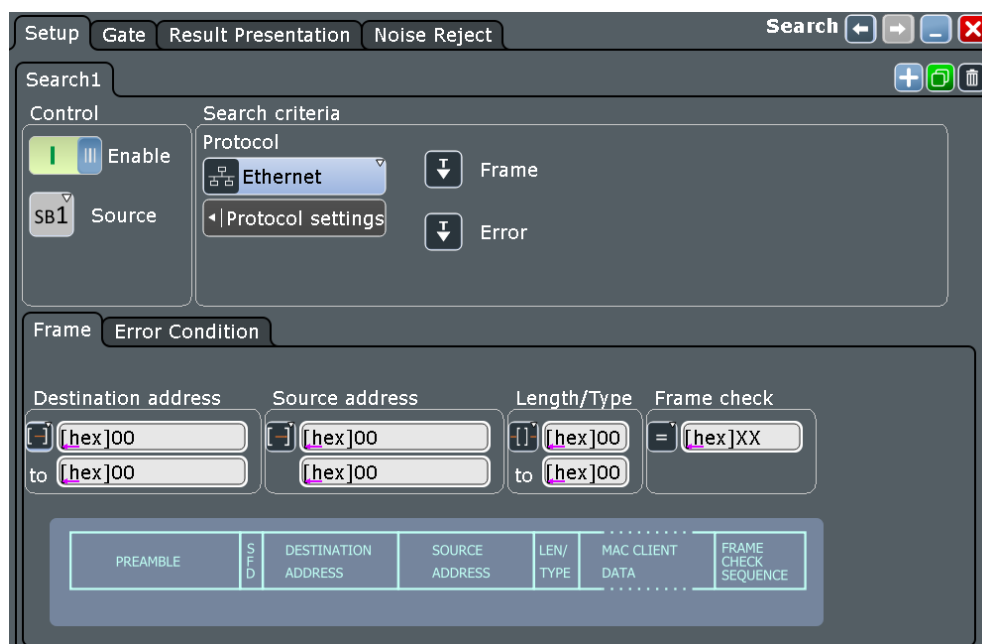 Setup Gate Result Presentation Noise Reject Search
Search1
Control Search criteria
Protocol
Enable Ethernet Frame
SB1 Source Protocol settings Error
Frame Error Condition
Destination address Source address Length/Type Frame check
[hex]00 [hex]00 [hex]00 = [hex]XX
to [hex]00 [hex]00 to [hex]00
PREAMBLE
SFD
DESTINATION
ADDRESS
SOURCE
ADDRESS
LEN/
TYPE
MAC CLIENT
DATA
FRAME
CHECK
SEQUENCE